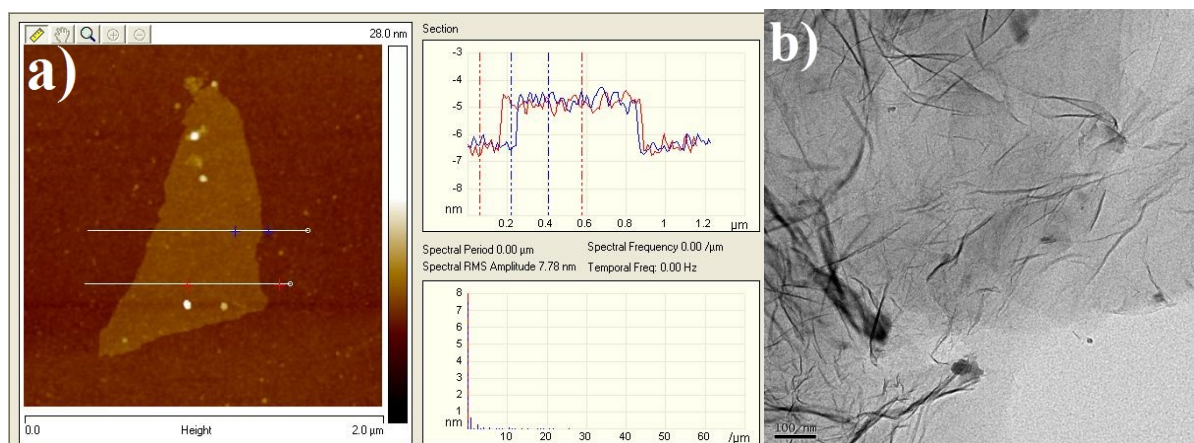 a)
28.0 nm
0.0 Height 2.0 µm
Section
-3
-4
-5
-6
-7
-8
nm
0.2 0.4 0.6 0.8 1.0 1.2
µm
Spectral Period 0.00 µm Spectral Frequency 0.00 /µm
Spectral RMS Amplitude 7.78 nm Temporal Freq: 0.00 Hz
8
7
6
5
4
3
2
1
nm
10 20 30 40 50 60 /µm
b)
100 nm